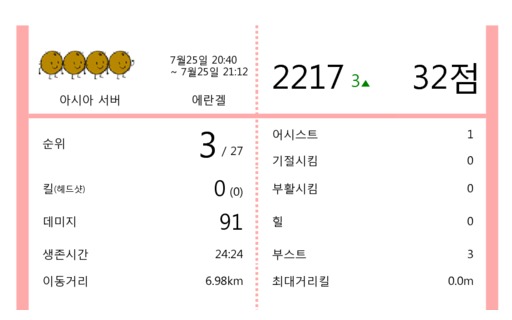 7월25일 20:40
~ 7월25일 21:12
아시아 서버
에란겔
2217 3▲
32점
순위 3 / 27
킬(헤드샷) 0 (0)
데미지 91
생존시간 24:24
이동거리 6.98km
어시스트 1
기절시킴 0
부활시킴 0
힐 0
부스트 3
최대거리킬 0.0m